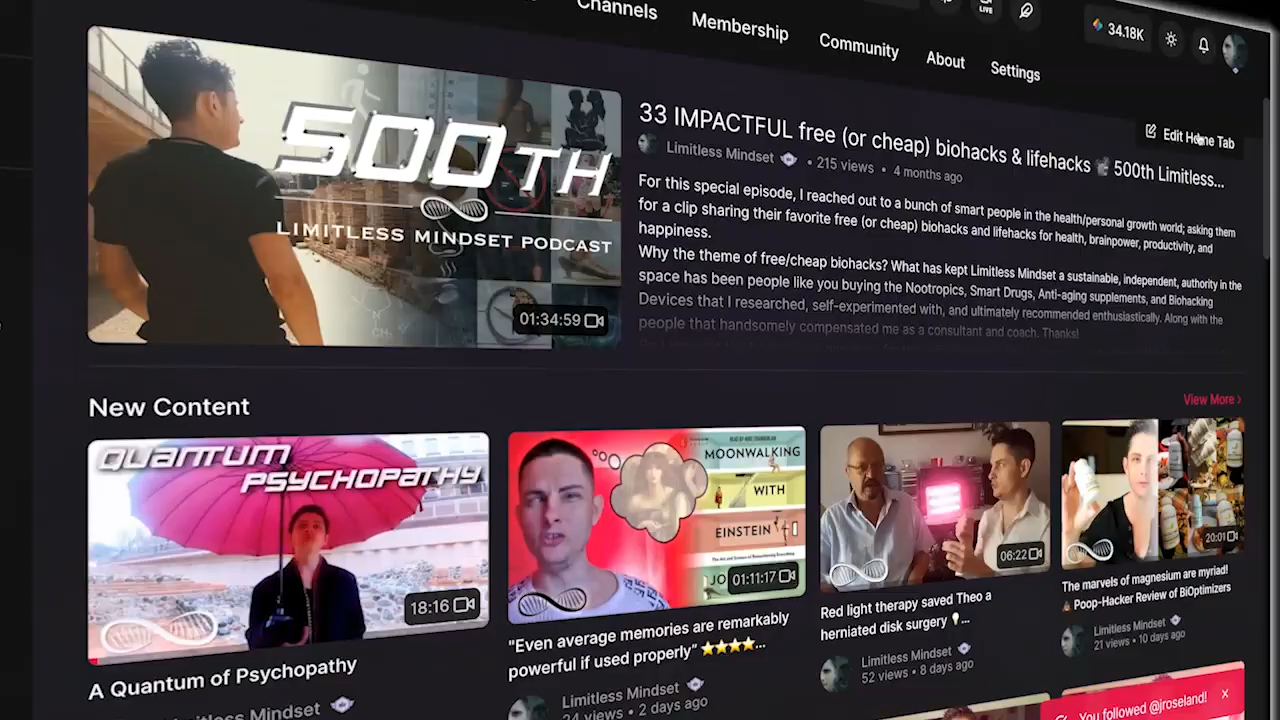 Channels
Membership
Community
About
Settings
LIVE
34.18K
500TH
LIMITLESS MINDSET PODCAST
01:34:59
33 IMPACTFUL free (or cheap) biohacks & lifehacks 500th Limitless...
Edit Home Tab
Limitless Mindset • 215 views • 4 months ago
For this special episode, I reached out to a bunch of smart people in the health/personal growth world; asking them
for a clip sharing their favorite free (or cheap) biohacks and lifehacks for health, brainpower, productivity, and
happiness.
Why the theme of free/cheap biohacks? What has kept Limitless Mindset a sustainable, independent, authority in the
space has been people like you buying the Nootropics, Smart Drugs, Anti-aging supplements, and Biohacking
Devices that I researched, self-experimented with, and ultimately recommended enthusiastically. Along with the
people that handsomely compensated me as a consultant and coach. Thanks!
New Content
View More ›
QUANTUM
PSYCHOPATHY
18:16
A Quantum of Psychopathy
Limitless Mindset
MOONWALKING
WITH
EINSTEIN
JO
01:11:17
"Even average memories are remarkably
powerful if used properly" ⭐⭐⭐⭐...
Limitless Mindset
24 views • 2 days ago
06:22
Red light therapy saved Theo a
herniated disk surgery 💡...
Limitless Mindset
52 views • 8 days ago
20:01
The marvels of magnesium are myriad!
💩 Poop-Hacker Review of BiOptimizers
Limitless Mindset
21 views • 10 days ago
You followed @jroseland!